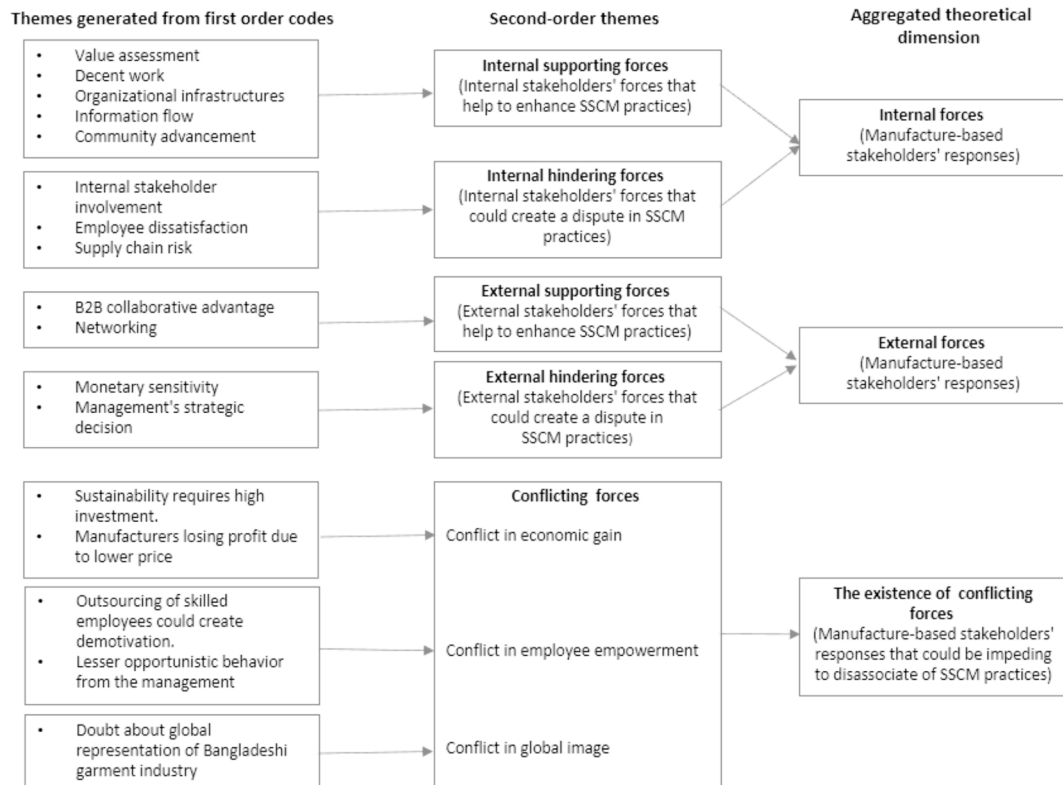 Themes generated from first order codes
Second-order themes
Aggregated theoretical
dimension
• Value assessment
• Decent work
• Organizational infrastructures
• Information flow
• Community advancement
Internal supporting forces
(Internal stakeholders' forces that
help to enhance SSCM practices)
Internal forces
(Manufacture-based
stakeholders' responses)
• Internal stakeholder
involvement
• Employee dissatisfaction
• Supply chain risk
Internal hindering forces
(Internal stakeholders' forces that
could create a dispute in SSCM
practices)
• B2B collaborative advantage
• Networking
External supporting forces
(External stakeholders' forces that
help to enhance SSCM practices)
External forces
(Manufacture-based
stakeholders' responses)
• Monetary sensitivity
• Management's strategic
decision
External hindering forces
(External stakeholders' forces that
could create a dispute in
SSCM practices)
• Sustainability requires high
investment.
• Manufacturers losing profit due
to lower price
Conflicting forces
Conflict in economic gain
• Outsourcing of skilled
employees could create
demotivation.
• Lesser opportunistic behavior
from the management
Conflict in employee empowerment
The existence of conflicting
forces
(Manufacture-based stakeholders'
responses that could be impeding
to disassociate of SSCM practices)
• Doubt about global
representation of Bangladeshi
garment industry
Conflict in global image